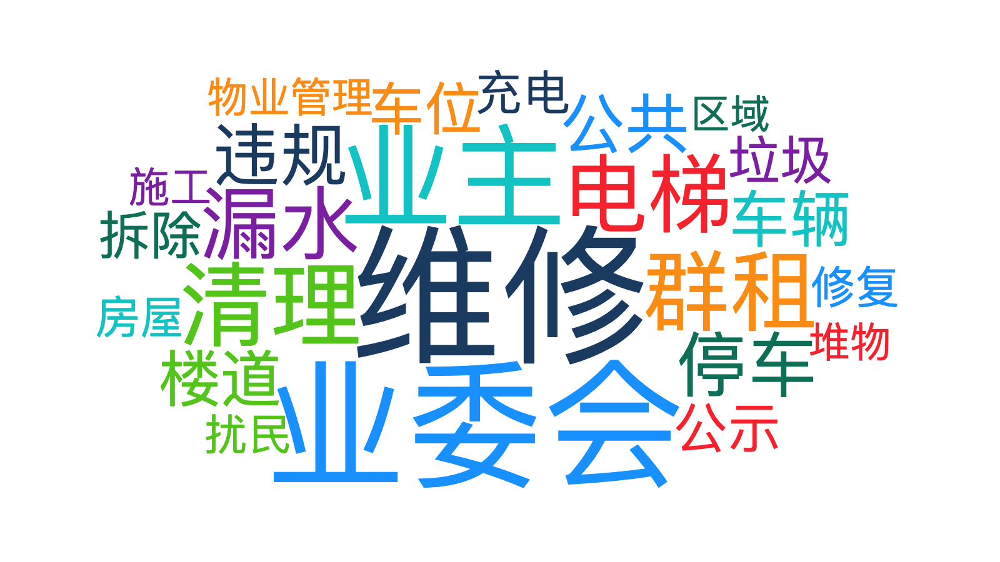 物业管理
车位
充电
公共
区域
违规
业主
电梯
垃圾
施工
漏水
车辆
拆除
维修
清理
群租
修复
房屋
停车
堆物
楼道
业委会
扰民
公示